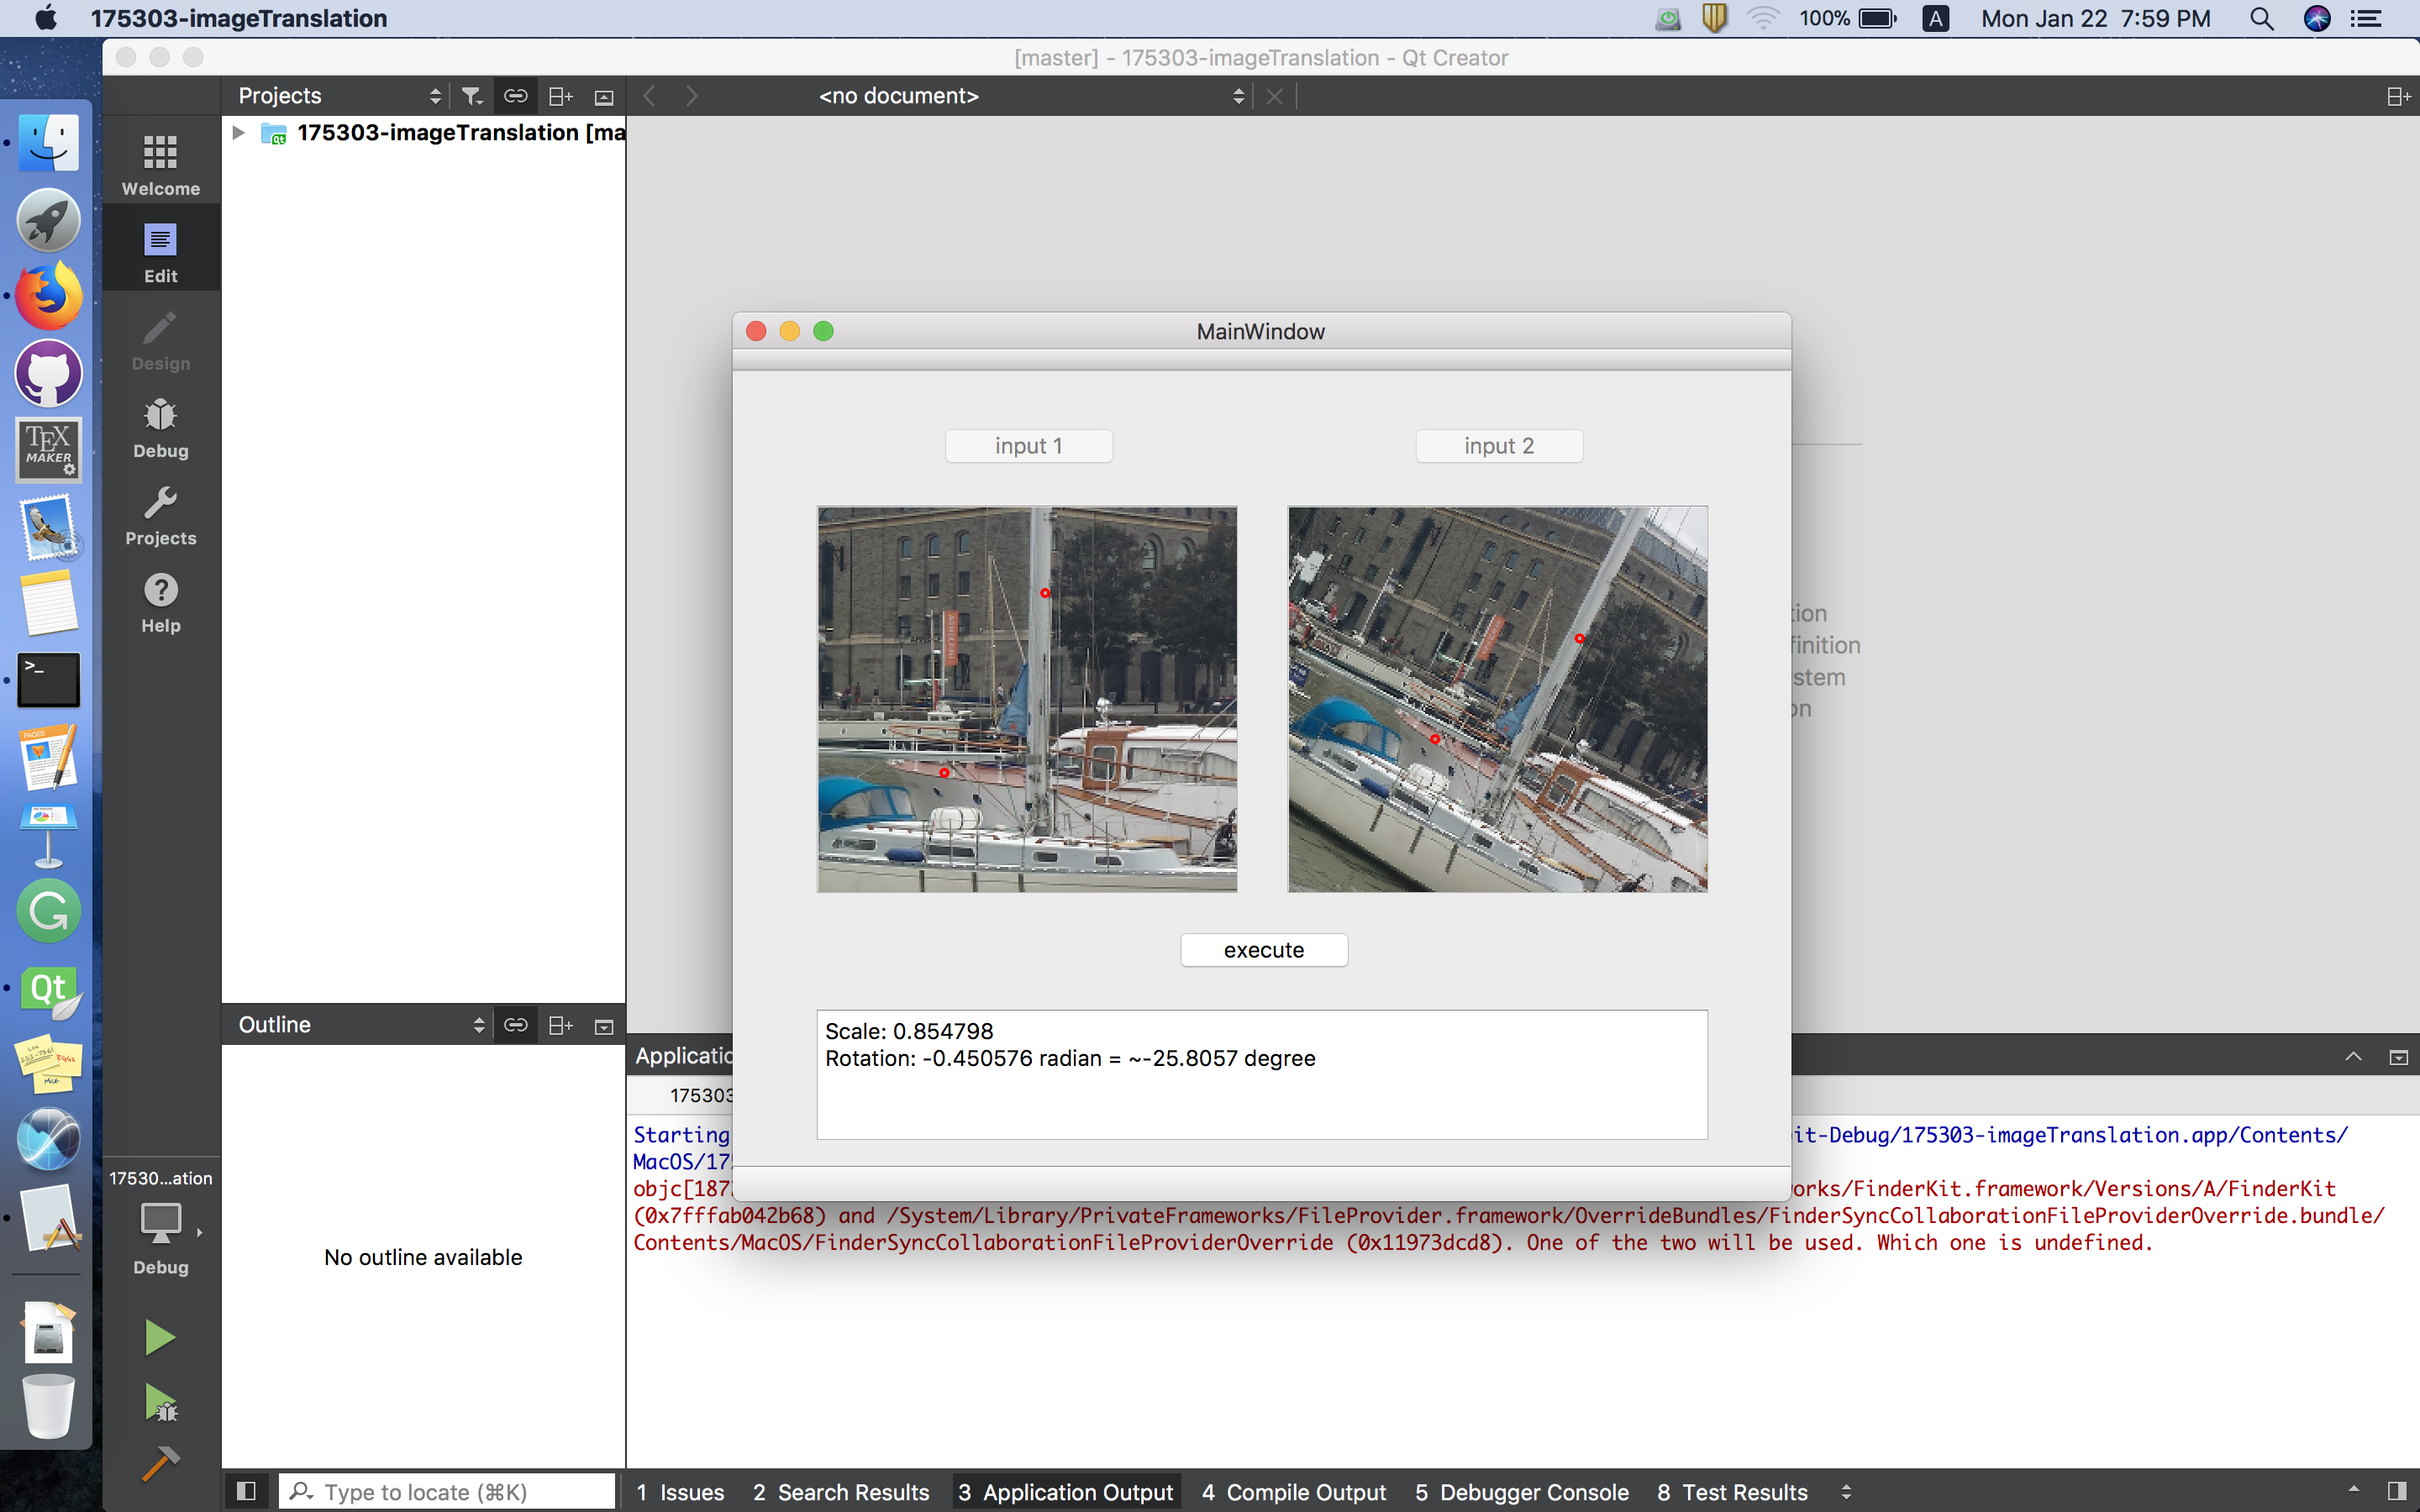 175303-imageTranslation
100%
A
Mon Jan 22 7:59 PM
[master] - 175303-imageTranslation - Qt Creator
Projects
<no document>
175303-imageTranslation [ma
Welcome
Edit
Design
Debug
Projects
Help
TEX
MAKER
>_
PAGES
Qt
MainWindow
input 1
input 2
tion
finition
stem
on
execute
Scale: 0.854798
Rotation: -0.450576 radian = ~-25.8057 degree
Outline
No outline available
17530...ation
Debug
Applicatio
175303
Starting
it-Debug/175303-imageTranslation.app/Contents/
MacOS/17
objc[187
orks/FinderKit.framework/Versions/A/FinderKit
(0x7fffab042b68) and /System/Library/PrivateFrameworks/FileProvider.framework/OverrideBundles/FinderSyncCollaborationFileProviderOverride.bundle/
Contents/MacOS/FinderSyncCollaborationFileProviderOverride (0x11973dcd8). One of the two will be used. Which one is undefined.
Type to locate (⌘K)
1 Issues
2 Search Results
3 Application Output
4 Compile Output
5 Debugger Console
8 Test Results